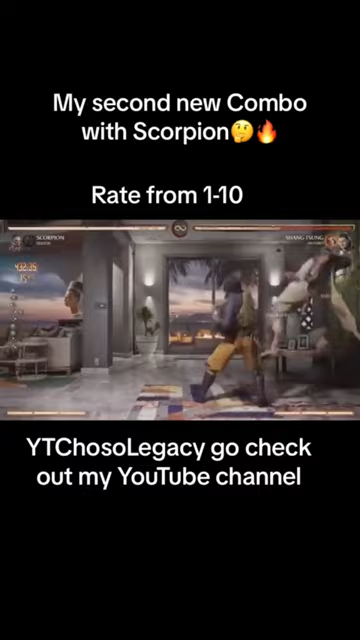 My second new Combo
with Scorpion🤔🔥
Rate from 1-10
SCORPION
SHANG TSUNG
YTChosoLegacy go check
out my YouTube channel